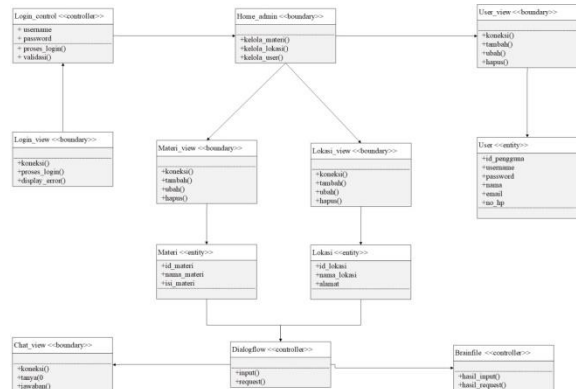 Login_control <<controller>>
+ username
+ password
+ proses_login()
+ validasi()
Home_admin <<boundary>>
+kelola_materi()
+kelola_lokasi()
+kelola_user()
User_view <<boundary>>
+koneksi()
+tambah()
+ubah()
+hapus()
Login_view <<boundary>>
+koneksi()
+proses_login()
+display_error()
Materi_view <<boundary>>
+koneksi()
+tambah()
+ubah()
+hapus()
Lokasi_view <<boundary>>
+koneksi()
+tambah()
+ubah()
+hapus()
User <<entity>>
+id_pengguna
+username
+password
+nama
+email
+no_hp
Materi <<entity>>
+id_materi
+nama_materi
+isi_materi
Lokasi <<entity>>
+id_lokasi
+nama_lokasi
+alamat
Chat_view <<boundary>>
+koneksi()
+tanya(0
+jawaban()
Dialogflow <<controller>>
+input()
+request()
Brainfile <<controller>>
+hasil_input()
+hasil_request()